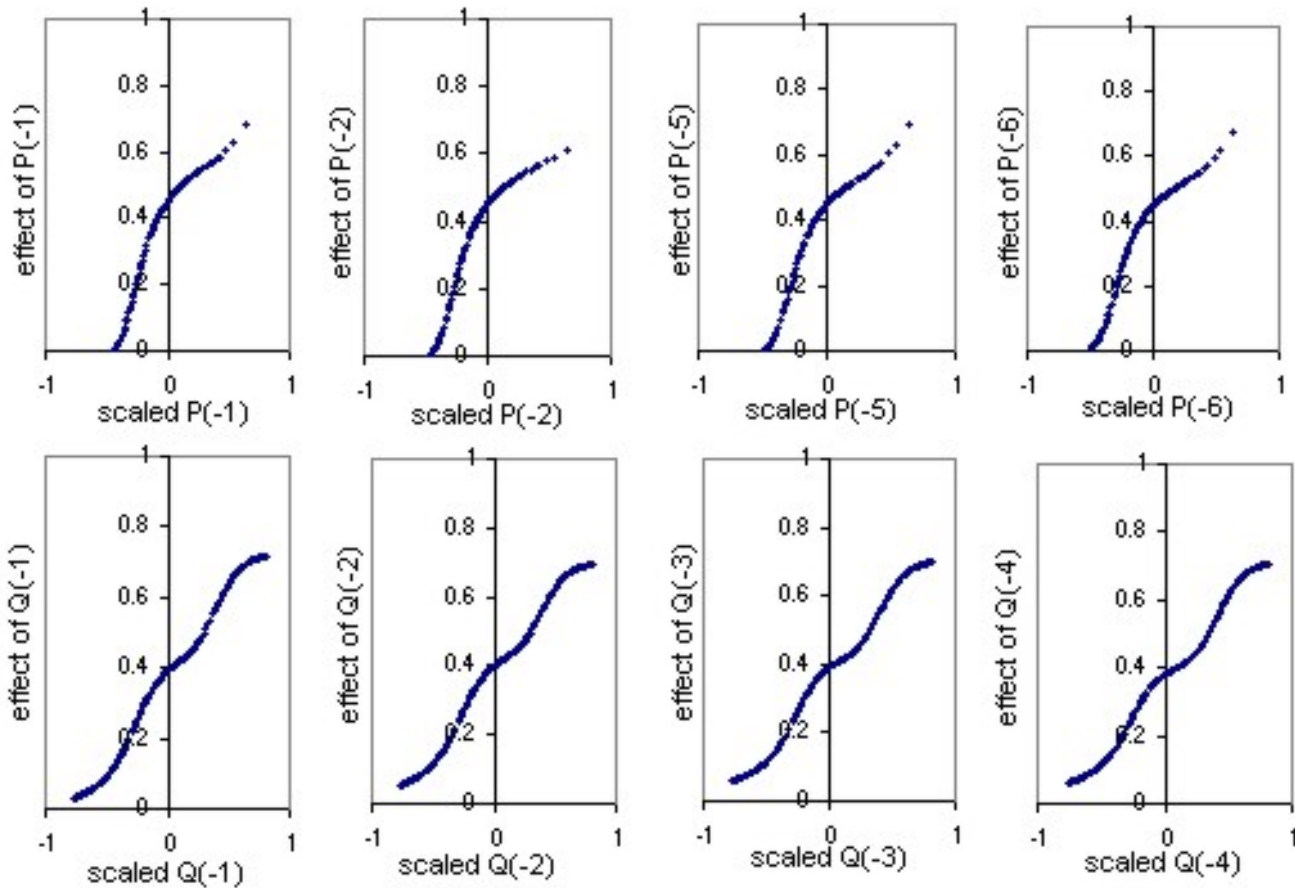 1
0.8
0.6
0.4
0.2
0
effect of P(-1)
-1 0 1
scaled P(-1)
1
0.8
0.6
0.4
0.2
0
effect of P(-2)
-1 0 1
scaled P(-2)
1
0.8
0.6
0.4
0.2
0
effect of P(-5)
-1 0 1
scaled P(-5)
1
0.8
0.6
0.4
0.2
0
effect of P(-6)
-1 0 1
scaled P(-6)
1
0.8
0.6
0.4
0.2
0
effect of Q(-1)
-1 0 1
scaled Q(-1)
1
0.8
0.6
0.4
0.2
0
effect of Q(-2)
-1 0 1
scaled Q(-2)
1
0.8
0.6
0.4
0.2
0
effect of Q(-3)
-1 0 1
scaled Q(-3)
1
0.8
0.6
0.4
0.2
0
effect of Q(-4)
-1 0 1
scaled Q(-4)